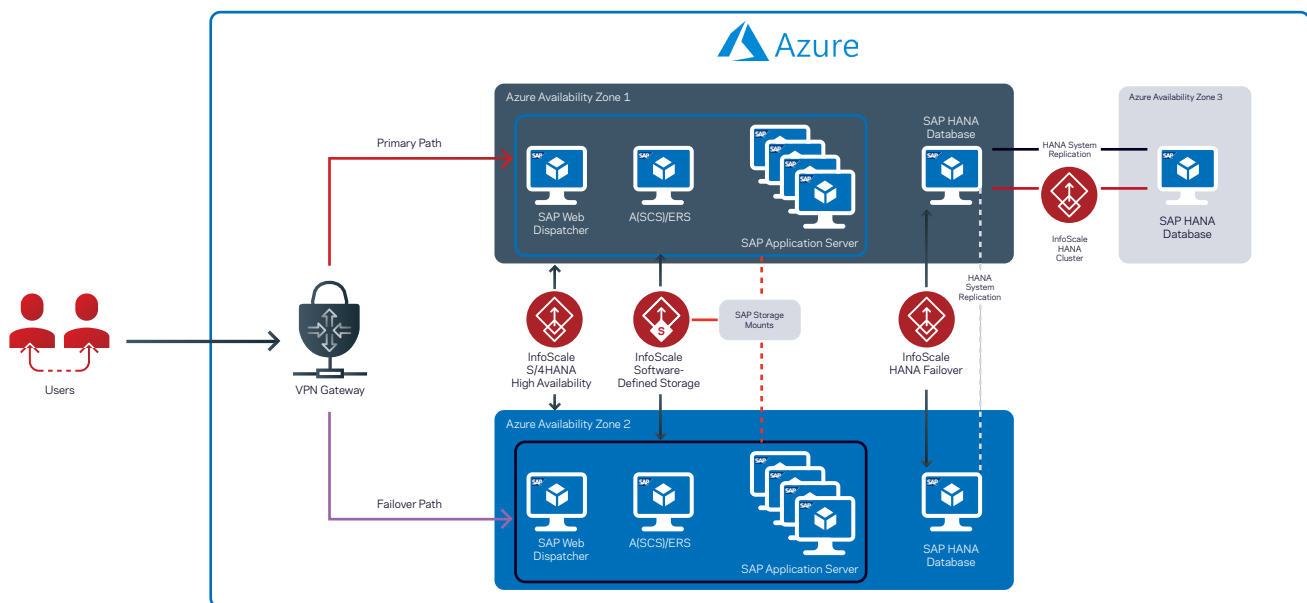 Azure
Azure Availability Zone 1
Azure Availability Zone 3
Primary Path
SAP
SAP
SAP
SAP
SAP
SAP
SAP HANA
Database
SAP
HANA System
Replication
SAP
SAP Web
Dispatcher
A(SCS)/ERS
SAP Application Server
InfoScale
HANA
Cluster
SAP HANA
Database
HANA
System
Replication
SAP Storage
Mounts
S
InfoScale
S/4HANA
High Availability
InfoScale
Software-
Defined Storage
InfoScale
HANA Failover
Users
VPN Gateway
Azure Availability Zone 2
Failover Path
SAP
SAP
SAP
SAP
SAP
SAP
SAP
SAP Web
Dispatcher
A(SCS)/ERS
SAP Application Server
SAP HANA
Database